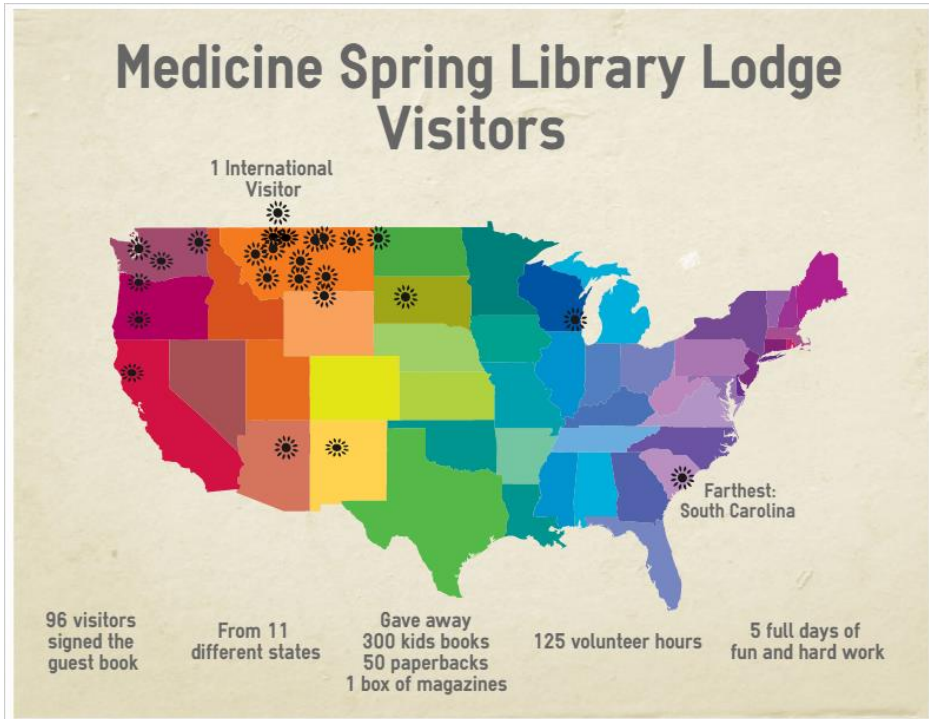 Medicine Spring Library Lodge
Visitors
1 International
Visitor
Farthest:
South Carolina
96 visitors
signed the
guest book
From 11
different states
Gave away
300 kids books
50 paperbacks
1 box of magazines
125 volunteer hours
5 full days of
fun and hard work